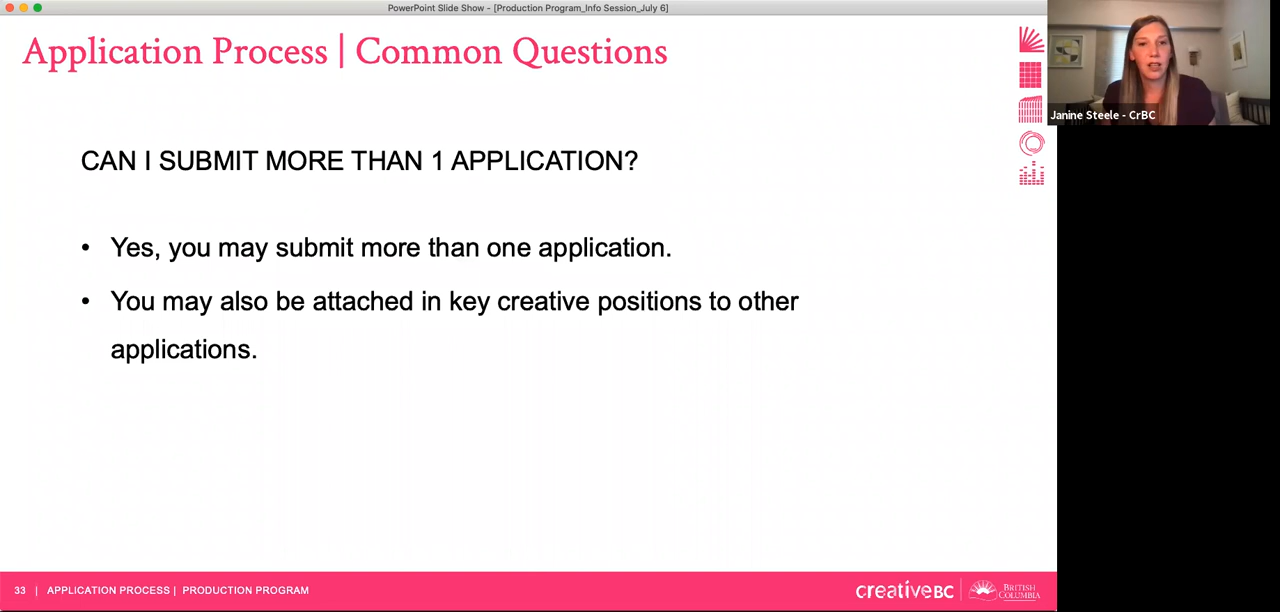 PowerPoint Slide Show - [Production Program_Info Session_July 6]
Application Process | Common Questions
Janine Steele - CrBC
CAN I SUBMIT MORE THAN 1 APPLICATION?
• Yes, you may submit more than one application.
• You may also be attached in key creative positions to other
applications.
33 | APPLICATION PROCESS | PRODUCTION PROGRAM
creativeBC
BRITISH
COLUMBIA